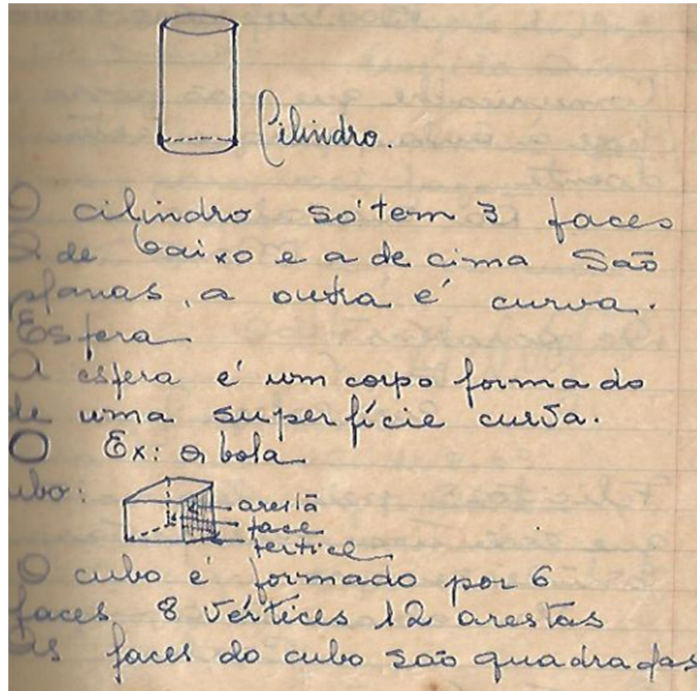 Cilindro.
O cilindro só tem 3 faces
A de baixo e a de cima São
planas, a outra é curva.
Esfera
A esfera é um corpo formado
de uma superfície curva.
O Ex: a bola
ubo:
aresta
face
vértice
O cubo é formado por 6
faces 8 vértices 12 arestas
As faces do cubo são quadradas